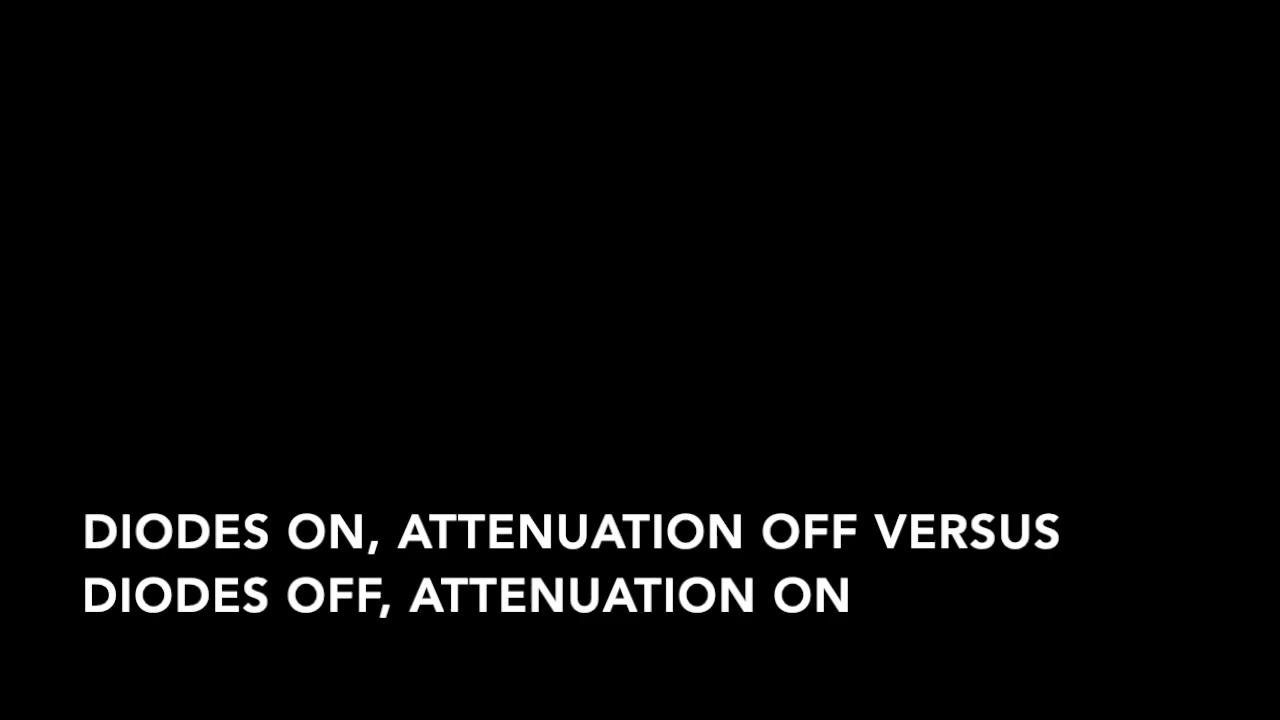 DIODES ON, ATTENUATION OFF VERSUS
DIODES OFF, ATTENUATION ON